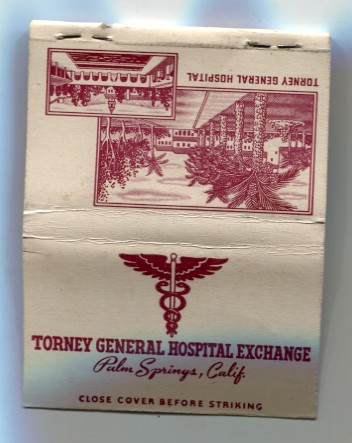 TORNEY GENERAL HOSPITAL
TORNEY GENERAL HOSPITAL EXCHANGE
Palm Springs, Calif.
CLOSE COVER BEFORE STRIKING